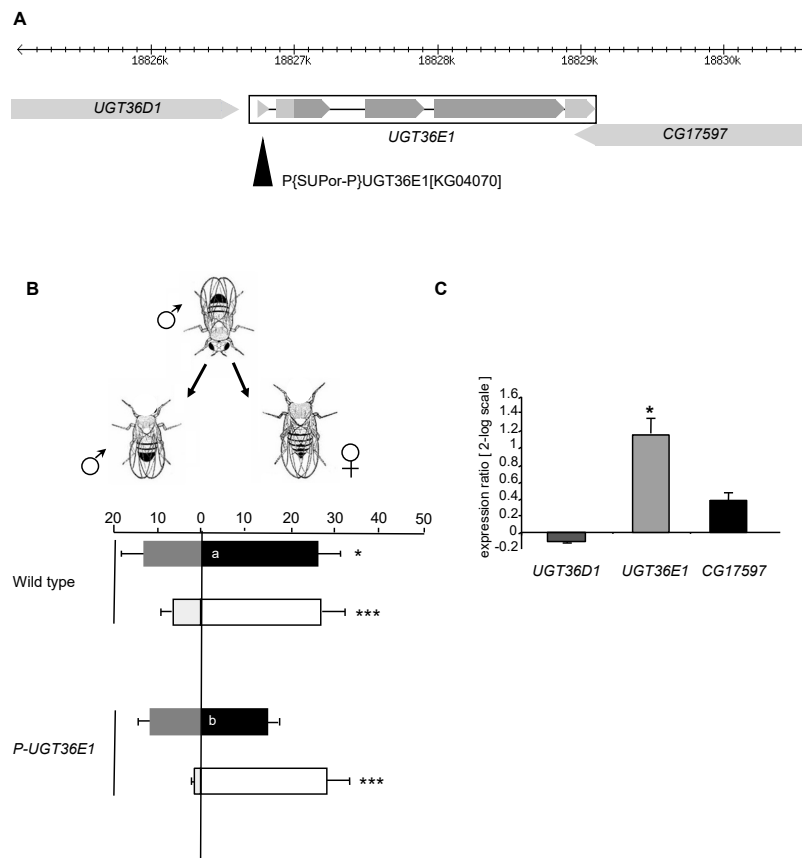 A
18826k 18827k 18828k 18829k 18830k
UGT36D1
UGT36E1
CG17597
P{SUPor-P}UGT36E1[KG04070]
B
♂
♂
♀
20 10 0 10 20 30 40 50
Wild type
a
*
***
P-UGT36E1
b
***
C
expression ratio [ 2-log scale ]
1.6
1.4
1.2
1
0.8
0.6
0.4
0.2
0
-0.2
*
UGT36D1 UGT36E1 CG17597